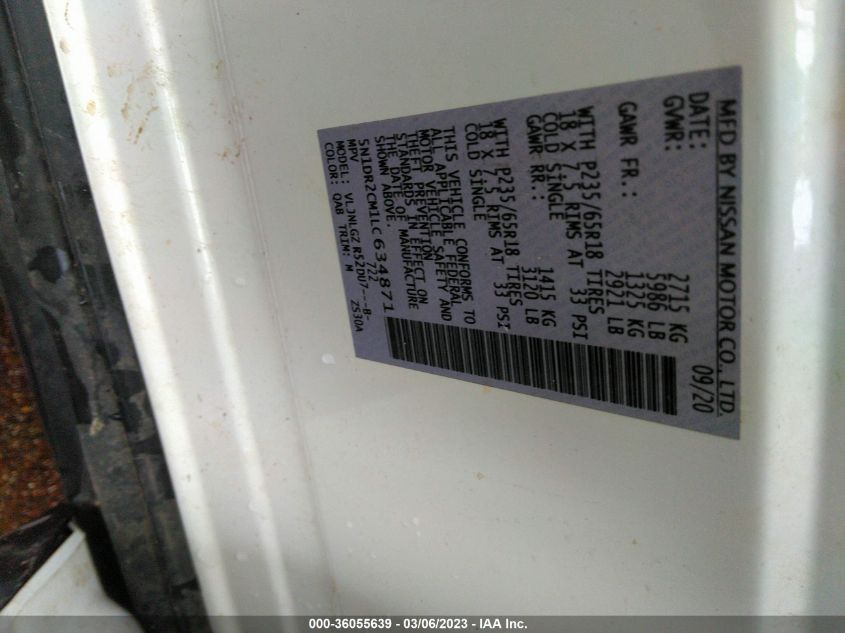 MFD BY NISSAN MOTOR CO., LTD.
DATE: 09/20
GVWR: 2715 KG
5986 LB
GAWR FR.: 1325 KG
2921 LB
WITH P235/65R18 TIRES
18 X 7.5 RIMS AT 33 PSI
COLD SINGLE
GAWR RR.: 1415 KG
3120 LB
WITH P235/65R18 TIRES
18 X 7.5 RIMS AT 33 PSI
COLD SINGLE
THIS VEHICLE CONFORMS TO
ALL APPLICABLE FEDERAL
MOTOR VEHICLE SAFETY AND
THEFT PREVENTION
STANDARDS IN EFFECT ON
THE DATE OF MANUFACTURE
SHOWN ABOVE.
5N1DR2CM1LC634871
MPV 722
MODEL: VLJNLGZ R52DU7---B-
COLOR: QAB TRIM: M ZS30A
000-36055639 - 03/06/2023 - IAA Inc.